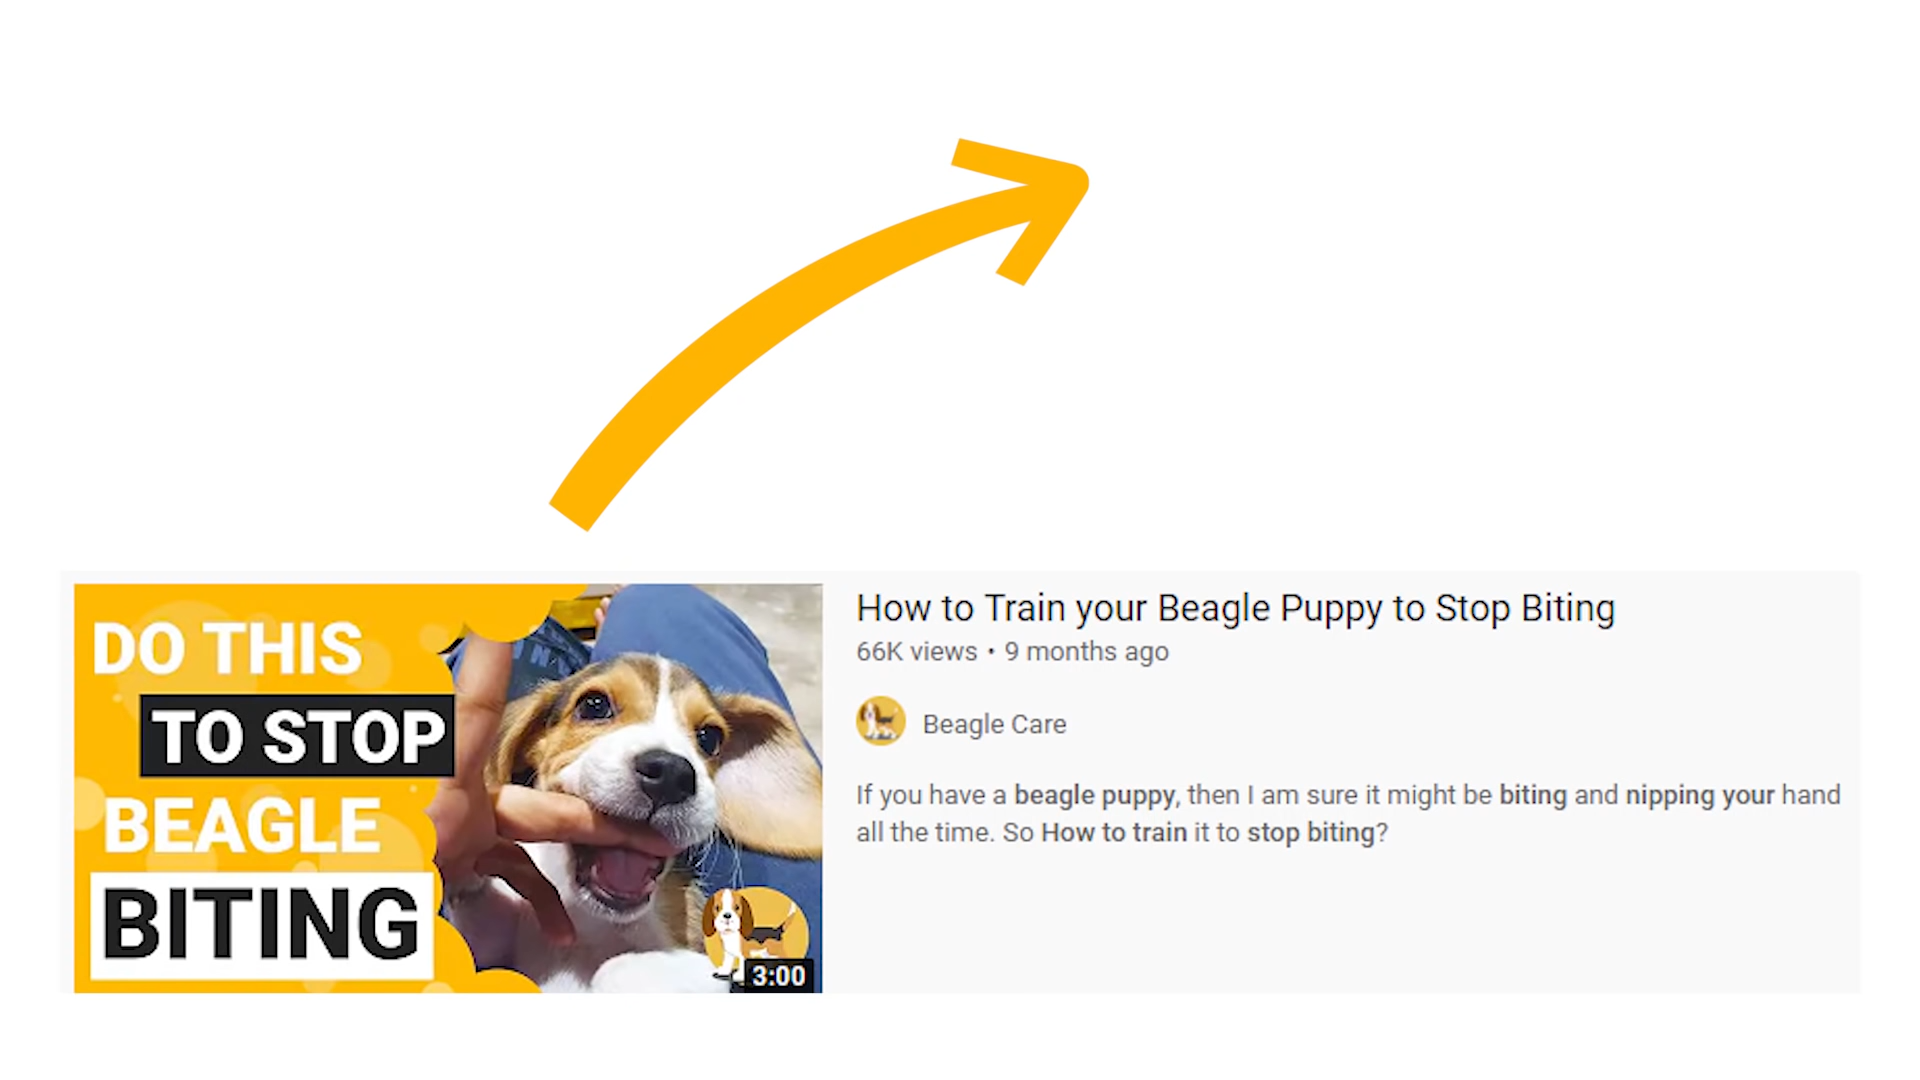 DO THIS
TO STOP
BEAGLE
BITING
3:00
How to Train your Beagle Puppy to Stop Biting
66K views • 9 months ago
Beagle Care
If you have a beagle puppy, then I am sure it might be biting and nipping your hand
all the time. So How to train it to stop biting?